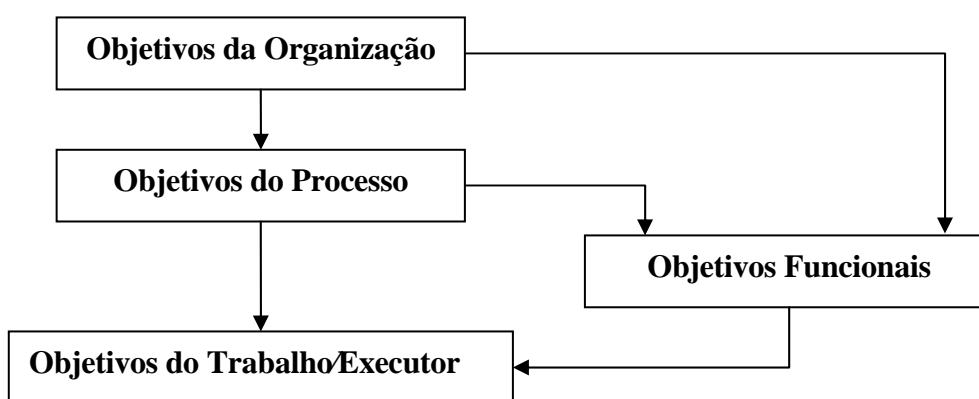 Objetivos da Organização
Objetivos do Processo
Objetivos Funcionais
Objetivos do Trabalho/Executor